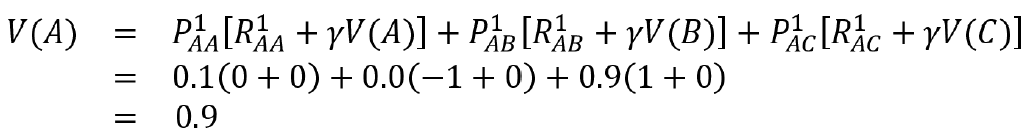 V(A) = P^1_{AA}[R^1_{AA} + γV(A)] + P^1_{AB}[R^1_{AB} + γV(B)] + P^1_{AC}[R^1_{AC} + γV(C)]
= 0.1(0 + 0) + 0.0(−1 + 0) + 0.9(1 + 0)
= 0.9